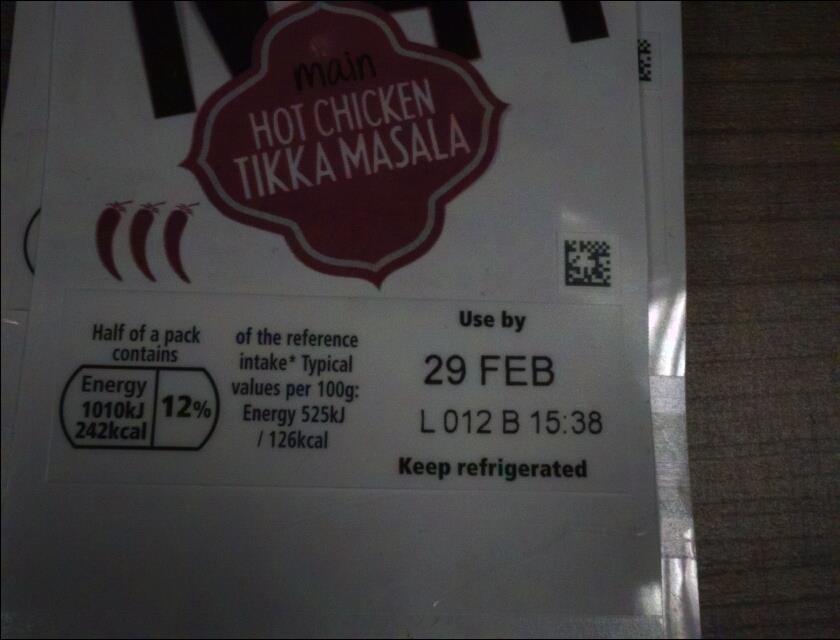 main
HOT CHICKEN
TIKKA MASALA
Half of a pack
contains
Energy
1010kJ
242kcal
12%
of the reference
intake* Typical
values per 100g:
Energy 525kJ
/ 126kcal
Use by
29 FEB
L 012 B 15:38
Keep refrigerated